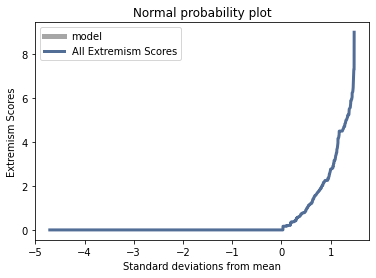 Normal probability plot
model
All Extremism Scores
Extremism Scores
8
6
4
2
0
−5 −4 −3 −2 −1 0 1
Standard deviations from mean